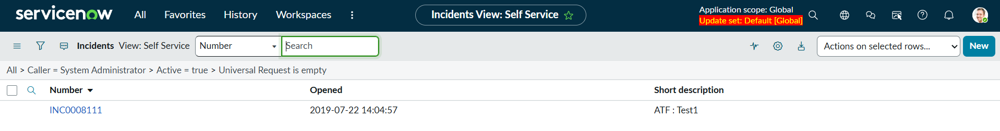 servicenow All Favorites History Workspaces Incidents View: Self Service Application scope: Global
Update set: Default [Global]
Incidents View: Self Service Number Search Actions on selected rows... New
All > Caller = System Administrator > Active = true > Universal Request is empty
Number Opened Short description
INC0008111 2019-07-22 14:04:57 ATF : Test1